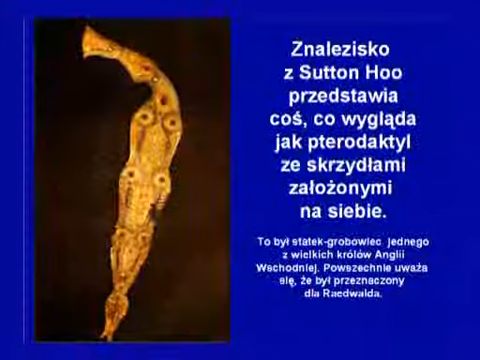 Znalezisko
z Sutton Hoo
przedstawia
coś, co wygląda
jak pterodaktyl
ze skrzydłami
założonymi
na siebie.
To był statek-grobowiec jednego
z wielkich królów Anglii
Wschodniej. Powszechnie uważa
się, że był przeznaczony
dla Raedwalda.